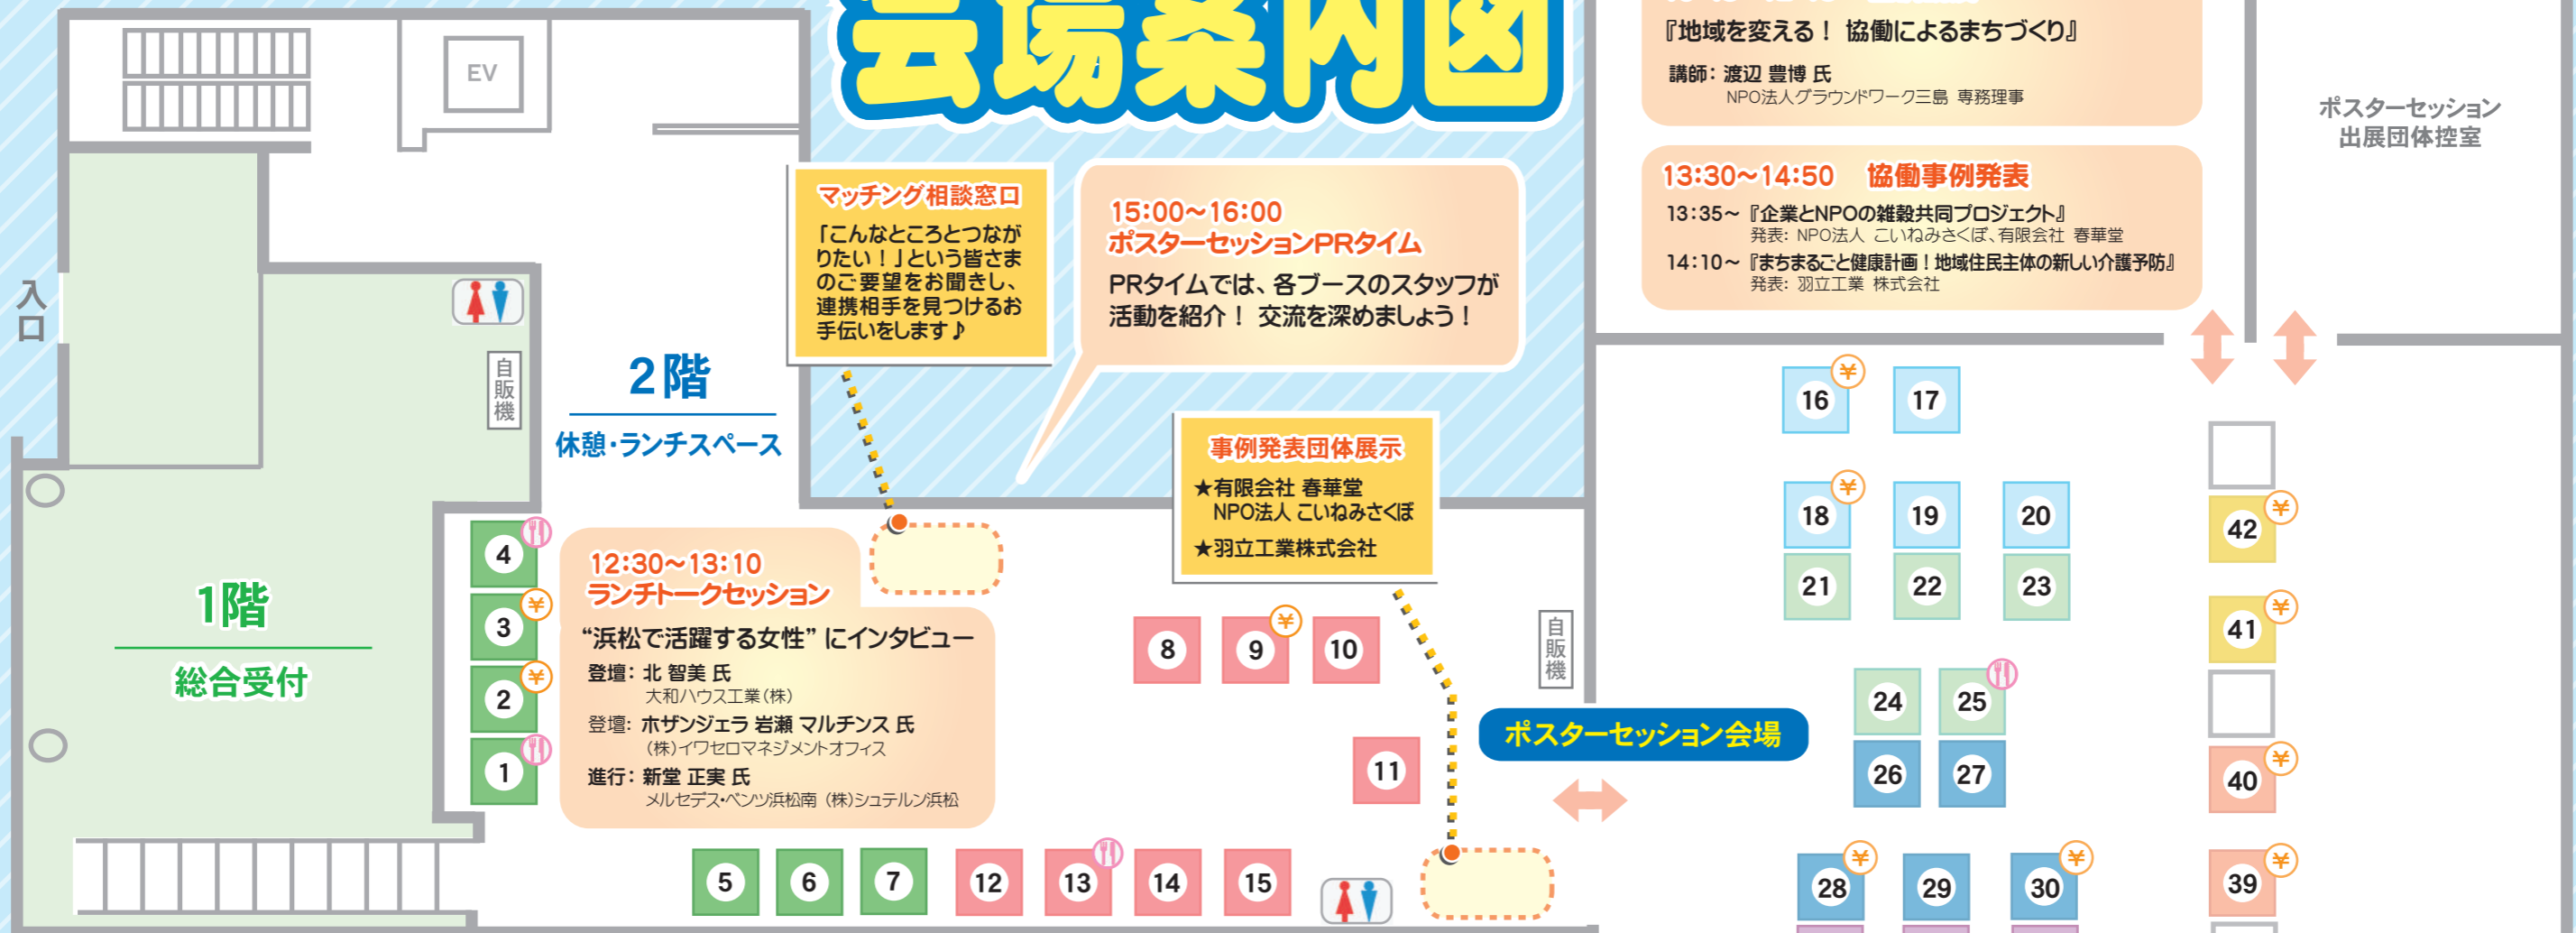 会場案内図
『地域を変える！ 協働によるまちづくり』
講師： 渡辺 豊博 氏
NPO法人グラウンドワーク三島 専務理事
ポスターセッション
出展団体控室
13:30～14:50 協働事例発表
13:35～『企業とNPOの雑穀共同プロジェクト』
発表： NPO法人 こいねみさくぼ、有限会社 春華堂
14:10～『まちまるごと健康計画！地域住民主体の新しい介護予防』
発表： 羽立工業 株式会社
EV
入口
自販機
2階
休憩・ランチスペース
マッチング相談窓口
「こんなところとつなが
りたい！」という皆さま
のご要望をお聞きし、
連携相手を見つけるお
手伝いをします♪
15:00～16:00
ポスターセッションPRタイム
PRタイムでは、各ブースのスタッフが
活動を紹介！ 交流を深めましょう！
事例発表団体展示
★有限会社 春華堂
NPO法人 こいねみさくぼ
★羽立工業株式会社
1階
総合受付
4
3
2
1
12:30～13:10
ランチトークセッション
“浜松で活躍する女性” にインタビュー
登壇： 北 智美 氏
大和ハウス工業（株）
登壇： ホザンジェラ 岩瀬 マルチンス 氏
（株）イワセロマネジメントオフィス
進行： 新堂 正実 氏
メルセデス・ベンツ浜松南 （株）シュテルン浜松
8 ¥ 9 10
11
自販機
ポスターセッション会場
5 6 7 12 13 14 15
16 ¥ 17
18 ¥ 19 20
21 22 23
24 25
26 27
28 ¥ 29 30 ¥
42 ¥
41 ¥
40 ¥
39 ¥
¥
¥